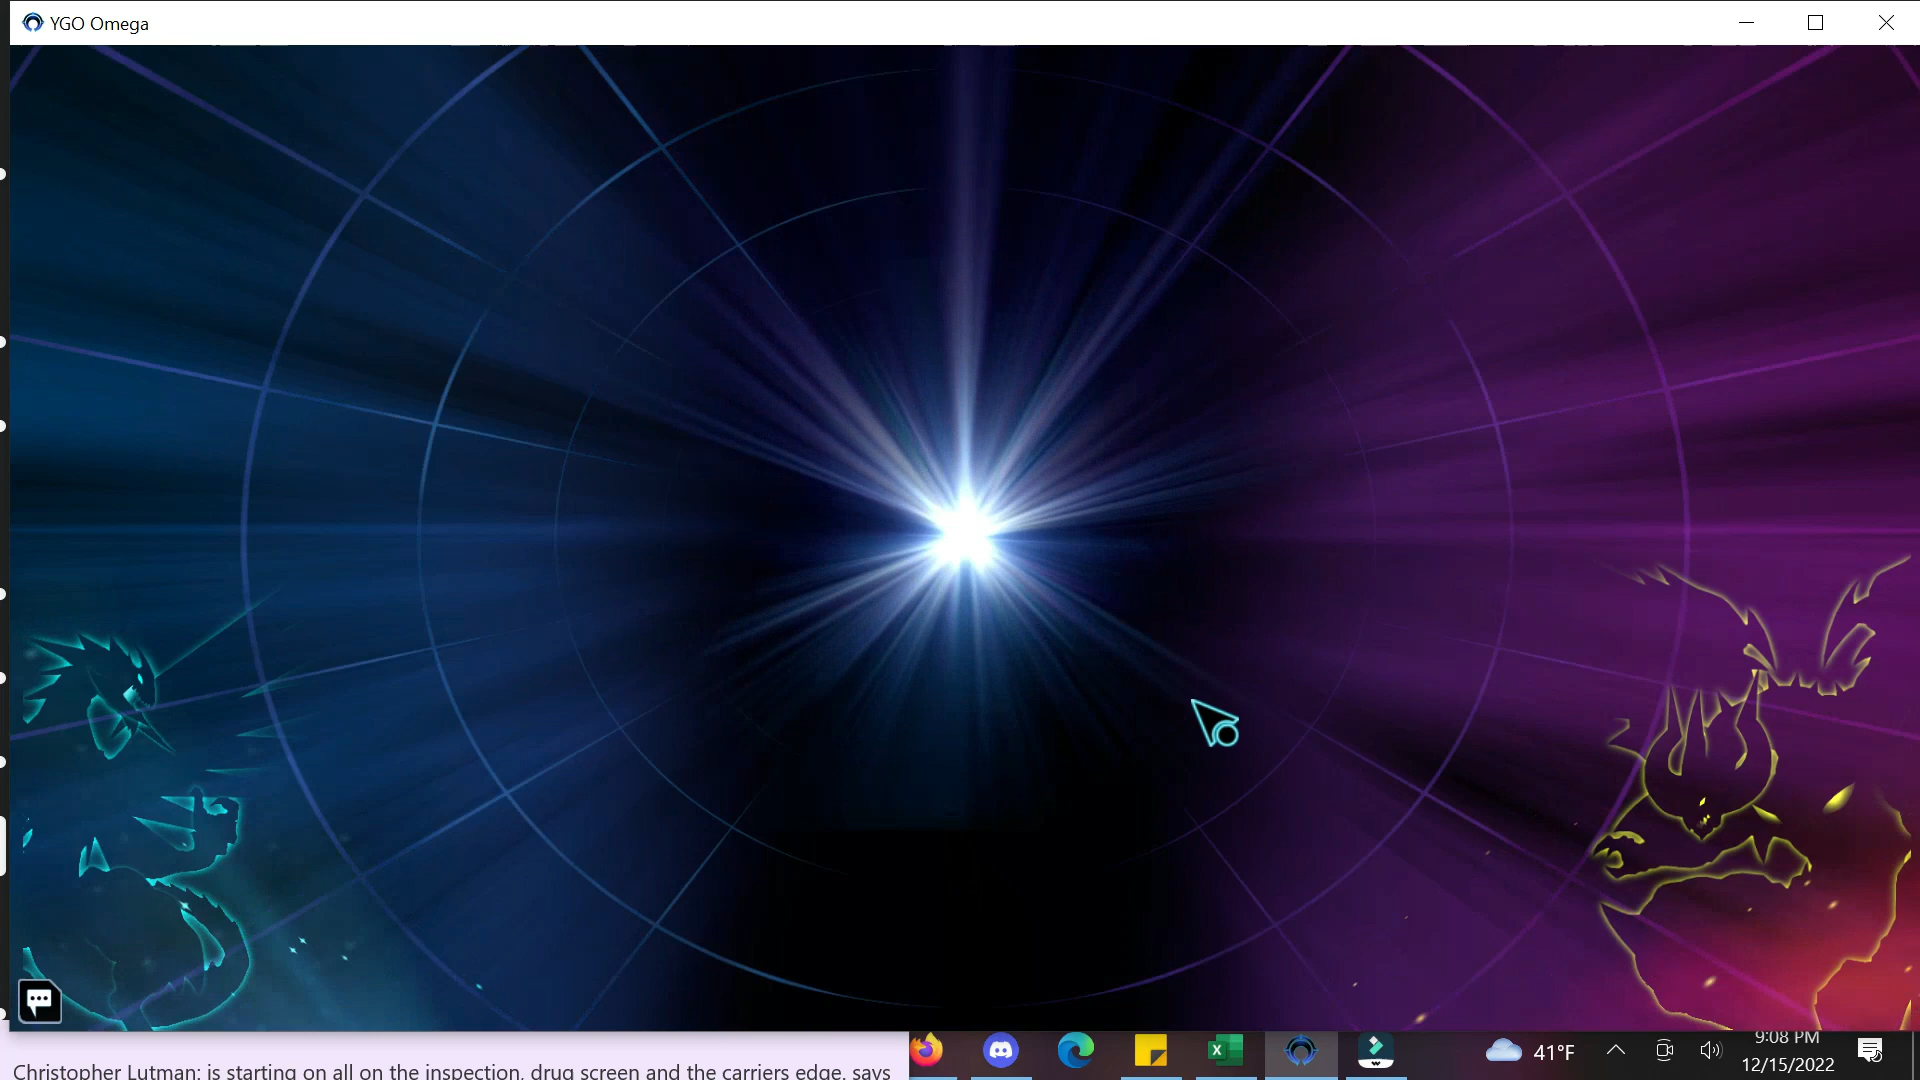 YGO Omega
9:08 PM
41°F
12/15/2022
Christopher Lutman: is starting on all on the inspection, drug screen and the carriers edge, says